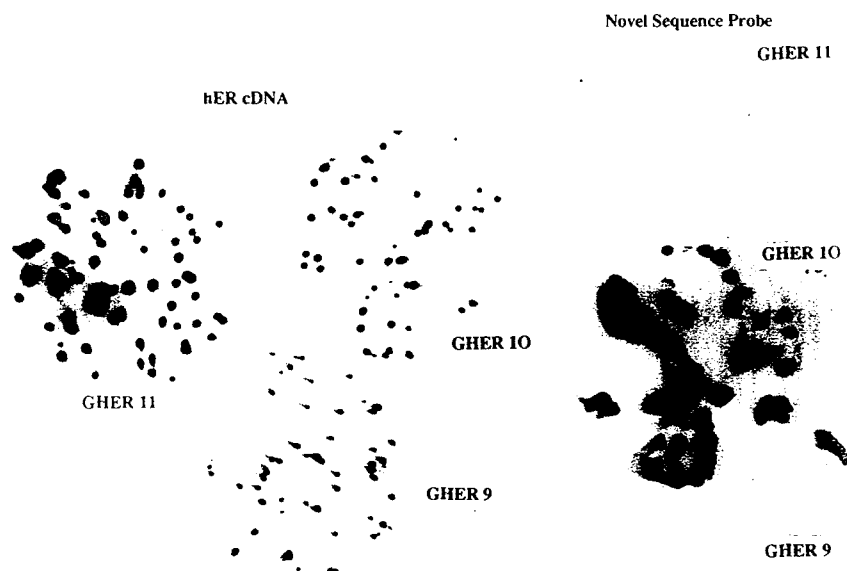 Novel Sequence Probe
GHER 11
hER cDNA
GHER 10
GHER 10
GHER 11
GHER 9
GHER 9